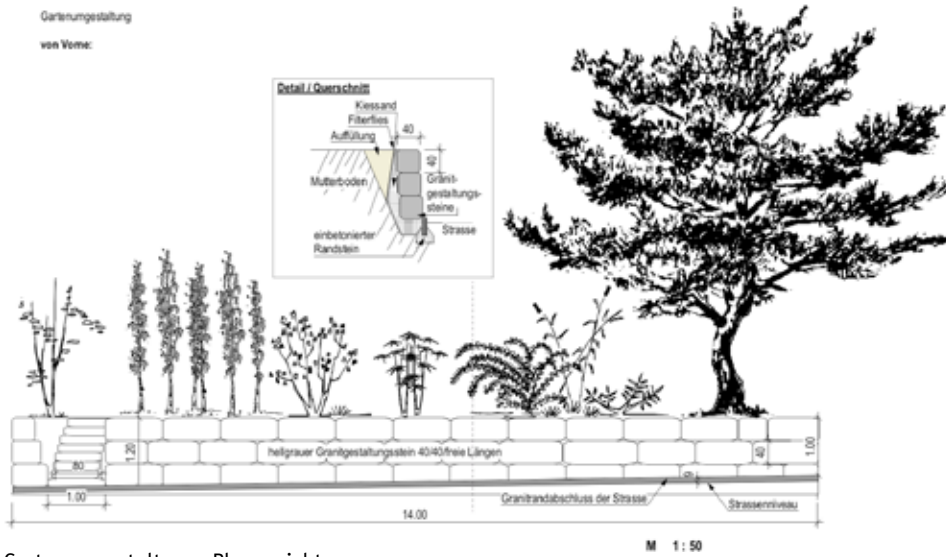 Gartenumgestaltung
von Vorne:
Detail / Querschnitt
Kiessand
Filterflies
40
Auffüllung
40
Mutterboden
Granit-
gestaltungs-
steine
Strasse
einbetonierter
Randstein
hellgrauer Granitgestaltungsstein 40/40/freie Längen
1.20
40
1.00
80
9
1.00
Granitrandabschluss der Strasse
Strassenniveau
14.00
M 1:50